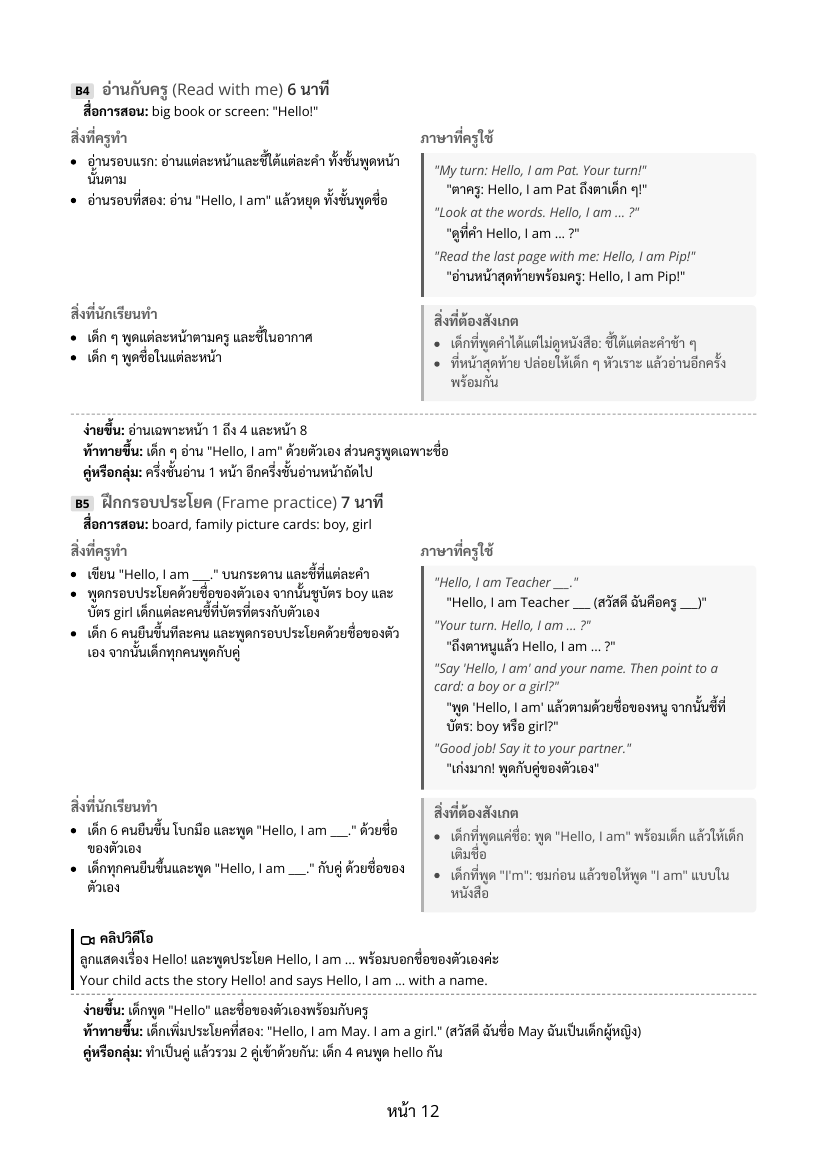 B4 อ่านกับครู (Read with me) 6 นาที
สื่อการสอน: big book or screen: "Hello!"
สิ่งที่ครูทำ
อ่านรอบแรก: อ่านแต่ละหน้าและชี้ใต้แต่ละคำ ทั้งชั้นพูดหน้า
นั้นตาม
อ่านรอบที่สอง: อ่าน "Hello, I am" แล้วหยุด ทั้งชั้นพูดชื่อ
ภาษาที่ครูใช้
"My turn: Hello, I am Pat. Your turn!"
"ตาครู: Hello, I am Pat ถึงตาเด็ก ๆ!"
"Look at the words. Hello, I am ... ?"
"ดูที่คำ Hello, I am ... ?"
"Read the last page with me: Hello, I am Pip!"
"อ่านหน้าสุดท้ายพร้อมครู: Hello, I am Pip!"
สิ่งที่นักเรียนทำ
เด็ก ๆ พูดแต่ละหน้าตามครู และชี้ในอากาศ
เด็ก ๆ พูดชื่อในแต่ละหน้า
สิ่งที่ต้องสังเกต
เด็กที่พูดคำได้แต่ไม่ดูหนังสือ: ชี้ใต้แต่ละคำช้า ๆ
ที่หน้าสุดท้าย ปล่อยให้เด็ก ๆ หัวเราะ แล้วอ่านอีกครั้ง
พร้อมกัน
ง่ายขึ้น: อ่านเฉพาะหน้า 1 ถึง 4 และหน้า 8
ท้าทายขึ้น: เด็ก ๆ อ่าน "Hello, I am" ด้วยตัวเอง ส่วนครูพูดเฉพาะชื่อ
คู่หรือกลุ่ม: ครึ่งชั้นอ่าน 1 หน้า อีกครึ่งชั้นอ่านหน้าถัดไป
B5 ฝึกกรอบประโยค (Frame practice) 7 นาที
สื่อการสอน: board, family picture cards: boy, girl
สิ่งที่ครูทำ
เขียน "Hello, I am ___." บนกระดาน และชี้ที่แต่ละคำ
พูดกรอบประโยคด้วยชื่อของตัวเอง จากนั้นชูบัตร boy และ
บัตร girl เด็กแต่ละคนชี้ที่บัตรที่ตรงกับตัวเอง
เด็ก 6 คนยืนขึ้นทีละคน และพูดกรอบประโยคด้วยชื่อของตัว
เอง จากนั้นเด็กทุกคนพูดกับคู่
ภาษาที่ครูใช้
"Hello, I am Teacher ___."
"Hello, I am Teacher ___ (สวัสดี ฉันคือครู ___)"
"Your turn. Hello, I am ... ?"
"ถึงตาหนูแล้ว Hello, I am ... ?"
"Say 'Hello, I am' and your name. Then point to a
card: a boy or a girl?"
"พูด 'Hello, I am' แล้วตามด้วยชื่อของหนู จากนั้นชี้ที่
บัตร: boy หรือ girl?"
"Good job! Say it to your partner."
"เก่งมาก! พูดกับคู่ของตัวเอง"
สิ่งที่นักเรียนทำ
เด็ก 6 คนยืนขึ้น โบกมือ และพูด "Hello, I am ___." ด้วยชื่อ
ของตัวเอง
เด็กทุกคนยืนขึ้นและพูด "Hello, I am ___." กับคู่ ด้วยชื่อของ
ตัวเอง
สิ่งที่ต้องสังเกต
เด็กที่พูดแค่ชื่อ: พูด "Hello, I am" พร้อมเด็ก แล้วให้เด็ก
เติมชื่อ
เด็กที่พูด "I'm": ชมก่อน แล้วขอให้พูด "I am" แบบใน
หนังสือ
คลิปวิดีโอ
ลูกแสดงเรื่อง Hello! และพูดประโยค Hello, I am ... พร้อมบอกชื่อของตัวเองค่ะ
Your child acts the story Hello! and says Hello, I am ... with a name.
ง่ายขึ้น: เด็กพูด "Hello" และชื่อของตัวเองพร้อมกับครู
ท้าทายขึ้น: เด็กเพิ่มประโยคที่สอง: "Hello, I am May. I am a girl." (สวัสดี ฉันชื่อ May ฉันเป็นเด็กผู้หญิง)
คู่หรือกลุ่ม: ทำเป็นคู่ แล้วรวม 2 คู่เข้าด้วยกัน: เด็ก 4 คนพูด hello กัน
หน้า 12